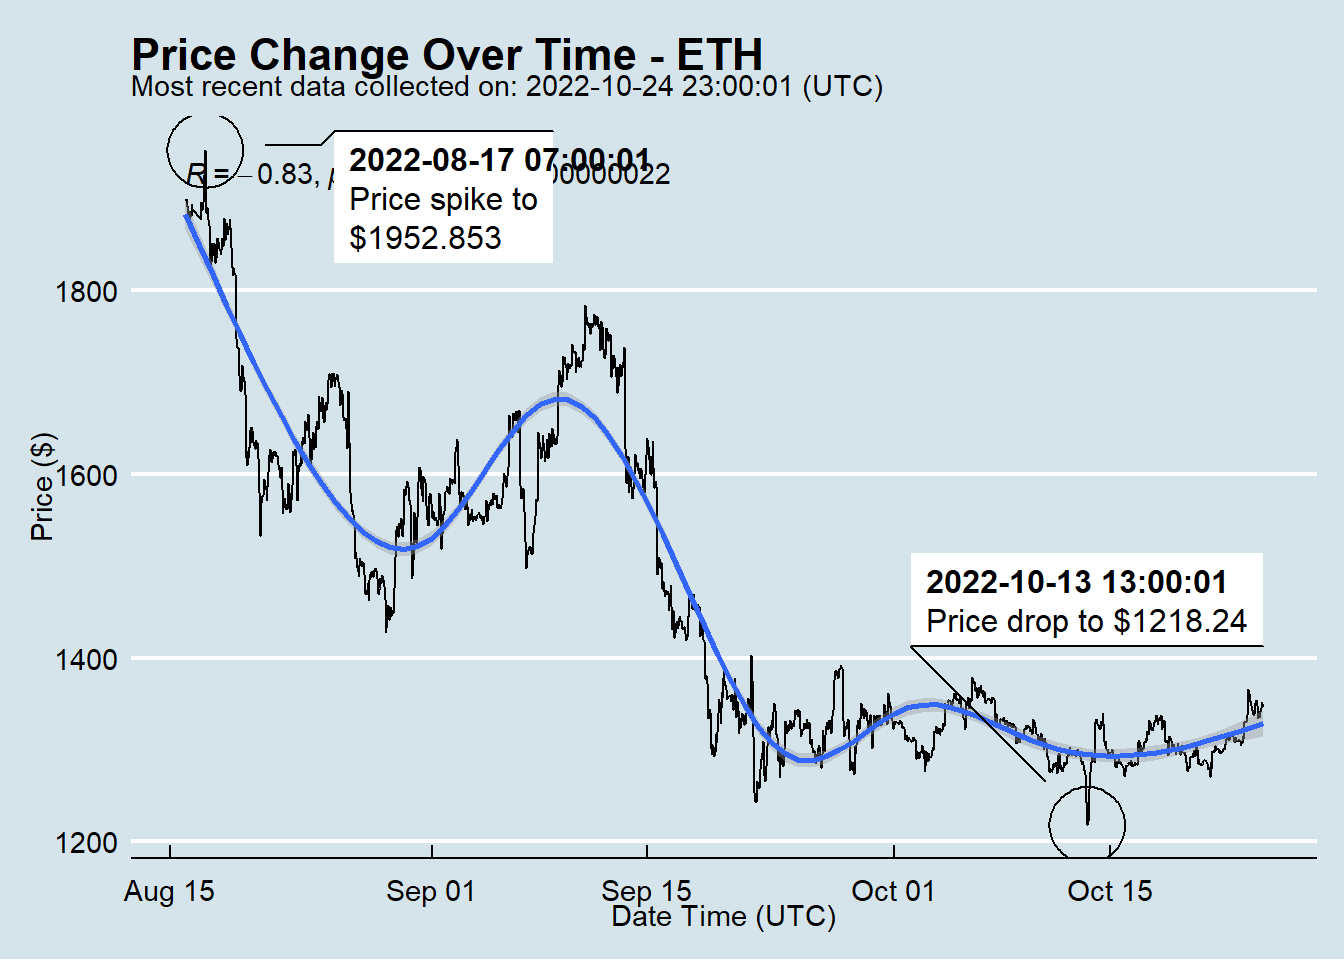 Price Change Over Time - ETH
Most recent data collected on: 2022-10-24 23:00:01 (UTC)
2022-08-17 07:00:01
R = −0.83, p 00000022
Price spike to
$1952.853
1800
1600
1400
1200
Price ($)
2022-10-13 13:00:01
Price drop to $1218.24
Aug 15 Sep 01 Sep 15 Oct 01 Oct 15
Date Time (UTC)